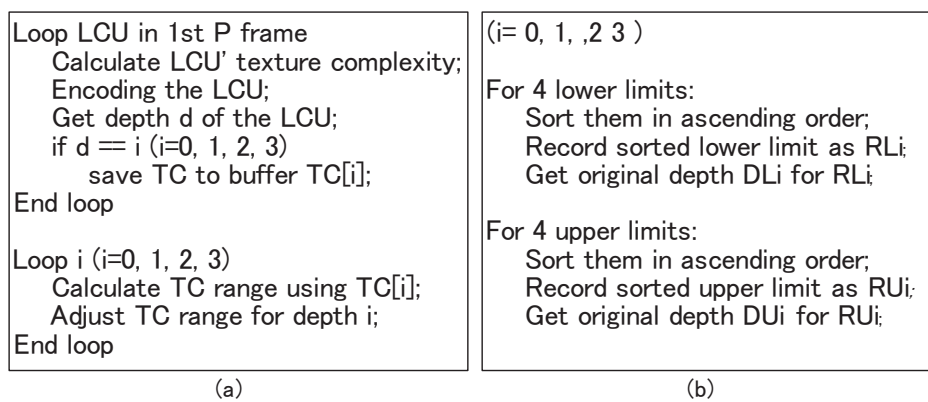 Loop LCU in 1st P frame
Calculate LCU' texture complexity;
Encoding the LCU;
Get depth d of the LCU;
if d == i (i=0, 1, 2, 3)
save TC to buffer TC[i];
End loop
Loop i (i=0, 1, 2, 3)
Calculate TC range using TC[i];
Adjust TC range for depth i;
End loop
(a)
(i= 0, 1, ,2 3 )
For 4 lower limits:
Sort them in ascending order;
Record sorted lower limit as RLi;
Get original depth DLi for RLi;
For 4 upper limits:
Sort them in ascending order;
Record sorted upper limit as RUi;
Get original depth DUi for RUi;
(b)